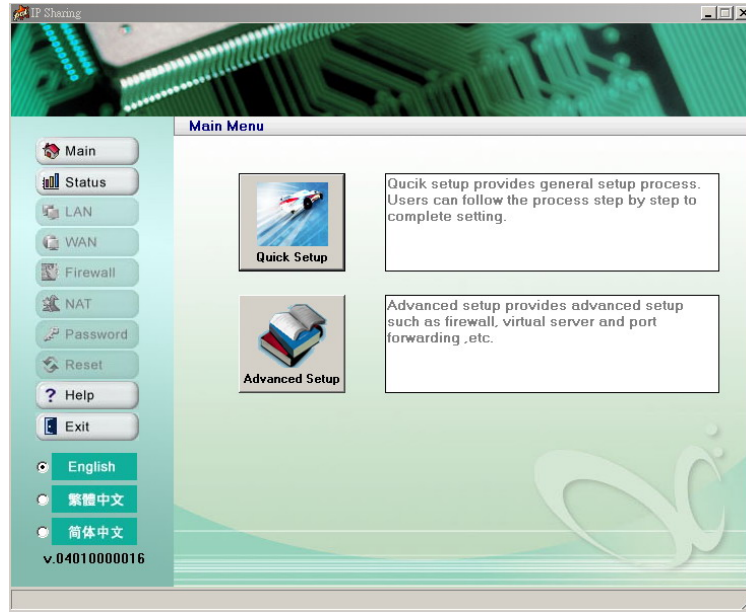 IP Sharing
Main Menu
Main
Status
LAN
WAN
Firewall
NAT
Password
Reset
Help
Exit
English
繁體中文
简体中文
v.04010000016
Quick Setup
Qucik setup provides general setup process.
Users can follow the process step by step to
complete setting.
Advanced Setup
Advanced setup provides advanced setup
such as firewall, virtual server and port
forwarding ,etc.